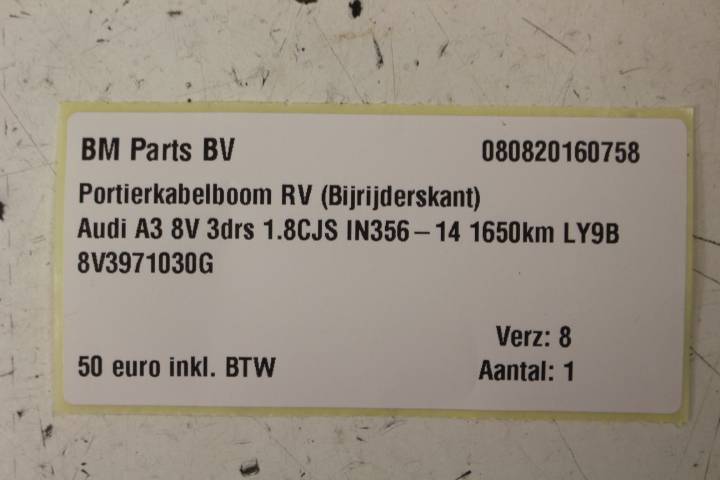 BM Parts BV 080820160758
Portierkabelboom RV (Bijrijderskant)
Audi A3 8V 3drs 1.8CJS IN356-14 1650km LY9B
8V3971030G
Verz: 8
50 euro inkl. BTW Aantal: 1